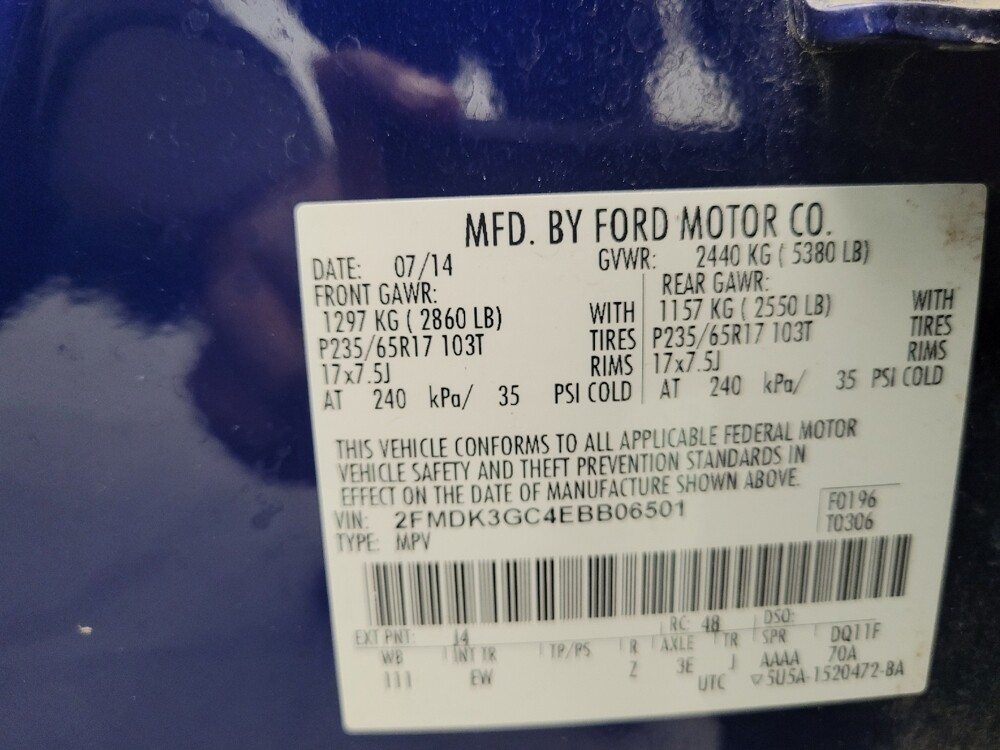 MFD. BY FORD MOTOR CO.
DATE: 07/14 GVWR: 2440 KG ( 5380 LB)
FRONT GAWR: REAR GAWR:
1297 KG ( 2860 LB) WITH 1157 KG ( 2550 LB) WITH
P235/65R17 103T TIRES P235/65R17 103T TIRES
17x7.5J RIMS 17x7.5J RIMS
AT 240 kPa/ 35 PSI COLD AT 240 kPa/ 35 PSI COLD
THIS VEHICLE CONFORMS TO ALL APPLICABLE FEDERAL MOTOR
VEHICLE SAFETY AND THEFT PREVENTION STANDARDS IN
EFFECT ON THE DATE OF MANUFACTURE SHOWN ABOVE.
VIN: 2FMDK3GC4EBB06501 F0196
TYPE: MPV T0306
EXT PNT: J4 RC: 48 DSO:
WB INT TR TP/PS R AXLE TR SPR DQ11F
111 EW 2 3E J AAAA 70A
UTC ▽5U5A-1520472-BA